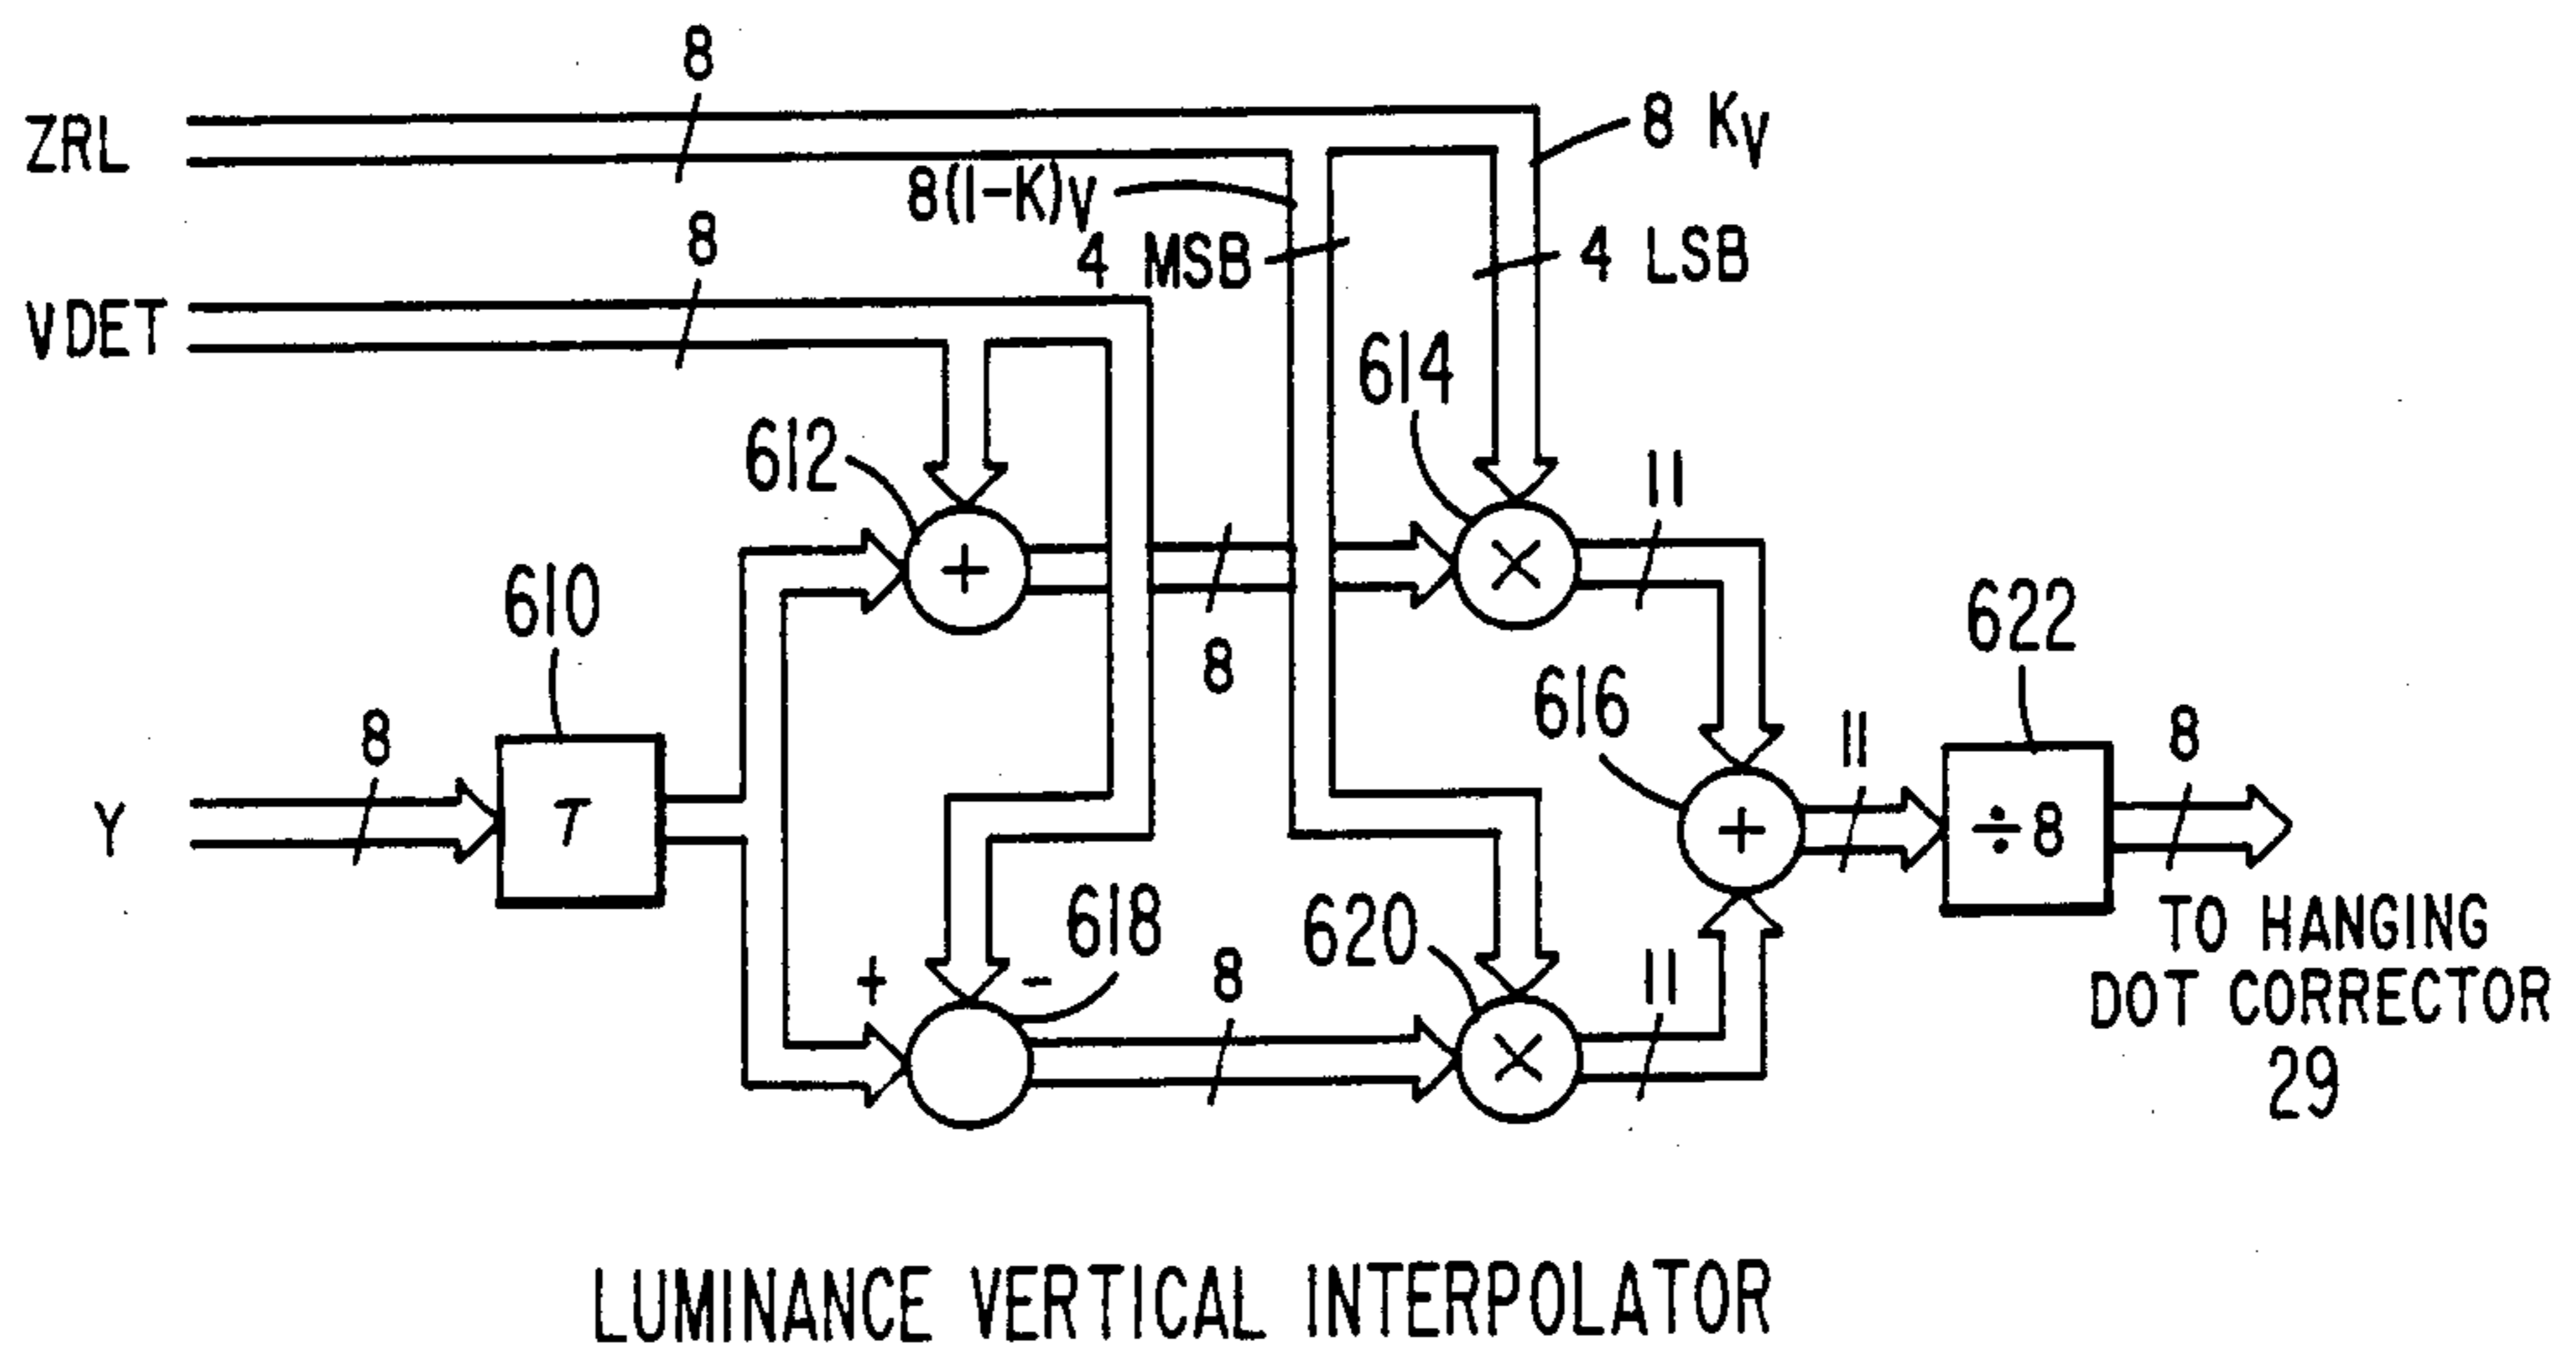 8
ZRL
8 KV
8(1-K)V
4 MSB
4 LSB
8
VDET
612
614
+
×
11
8
610
Y
8
T
616
+
11
622
÷8
8
618
+
-
8
620
×
11
TO HANGING
DOT CORRECTOR
29
LUMINANCE VERTICAL INTERPOLATOR